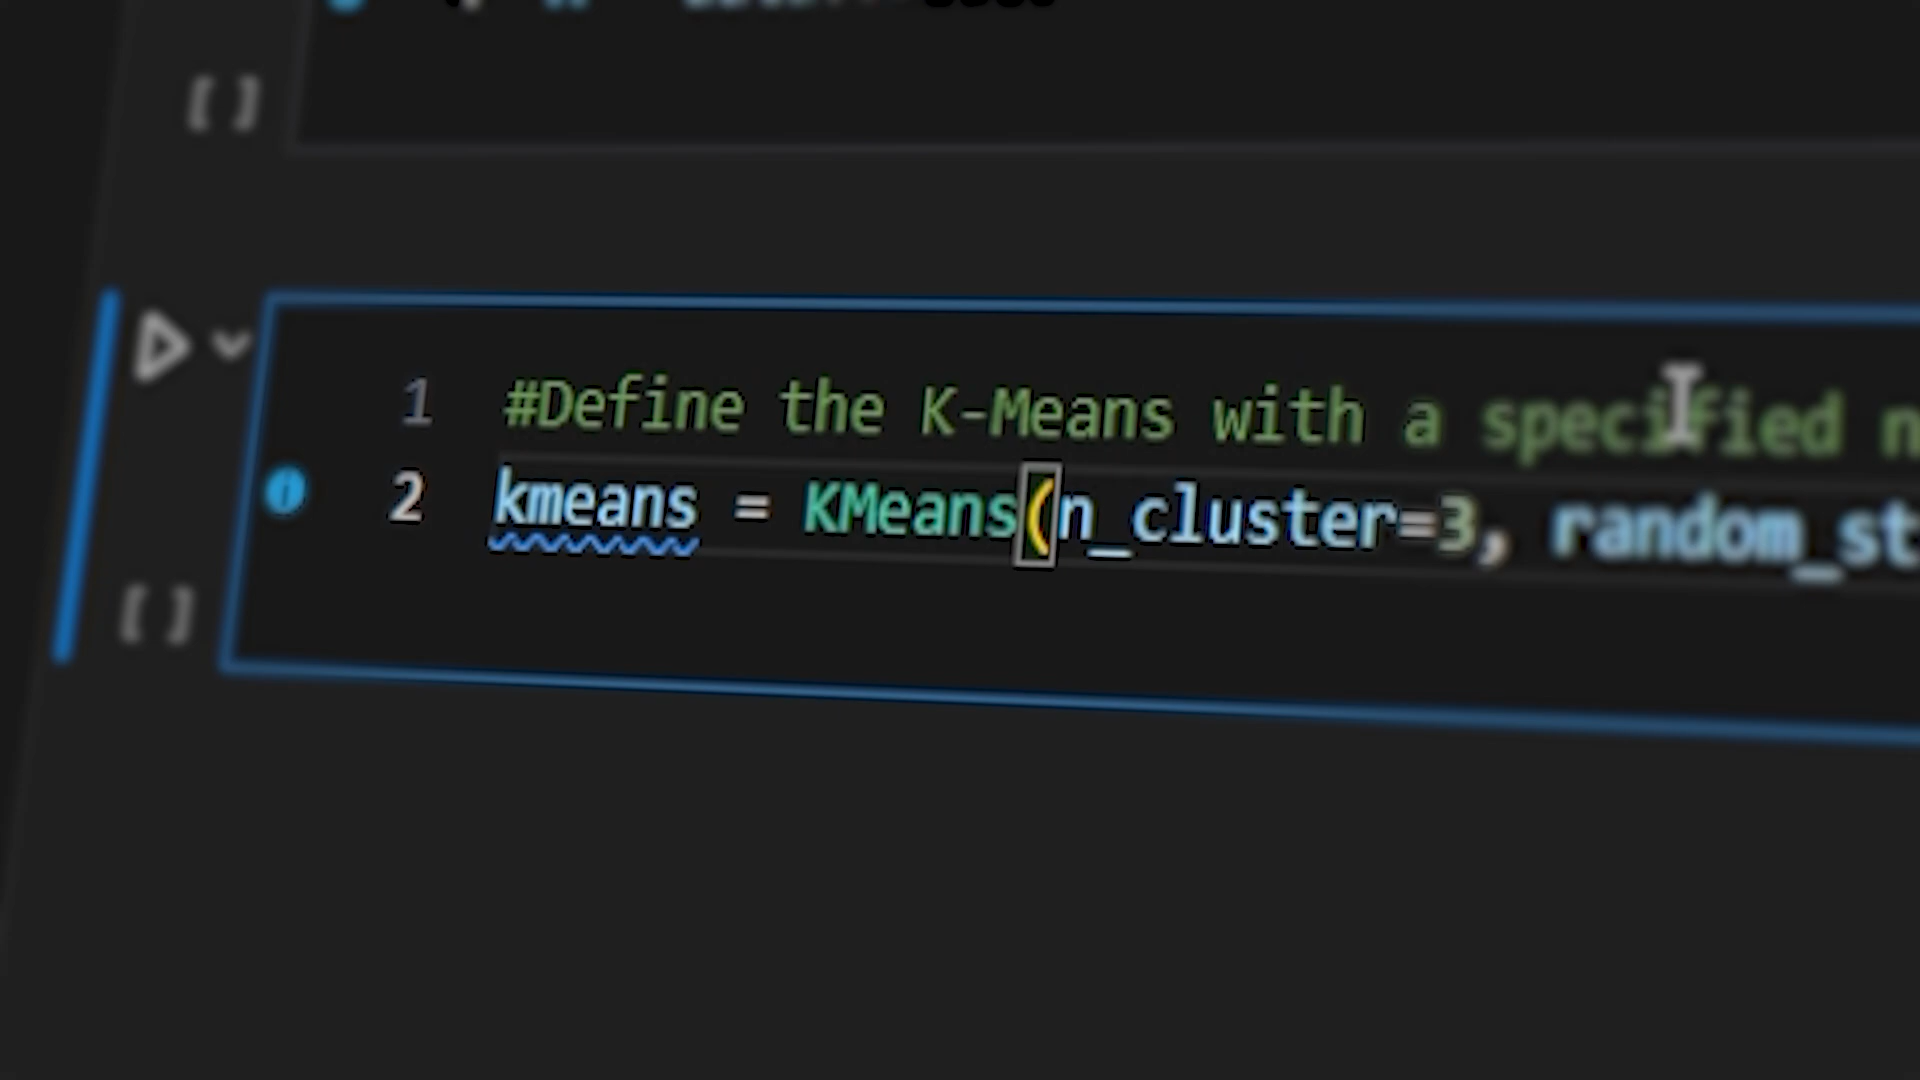 [ ]
1 #Define the K-Means with a specified n
2 kmeans = KMeans(n_cluster=3, random_st
[ ]